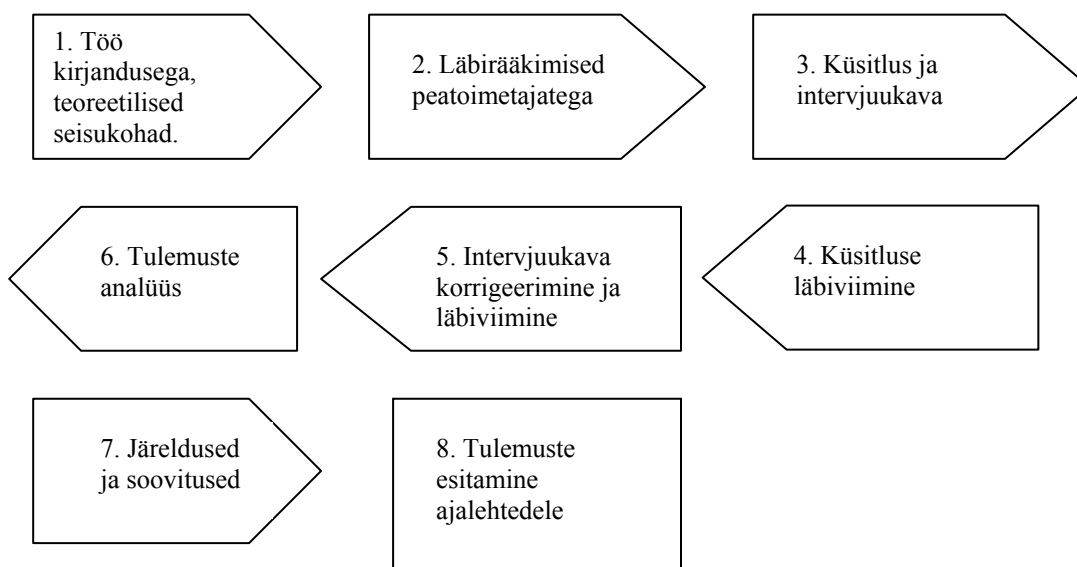 1. Töö
kirjandusega,
teoreetilised
seisukohad.
2. Läbirääkimised
peatoimetajatega
3. Küsitlus ja
intervjuukava
4. Küsitluse
läbiviimine
5. Intervjuukava
korrigeerimine ja
läbiviimine
6. Tulemuste
analüüs
7. Järeldused
ja soovitused
8. Tulemuste
esitamine
ajalehtedele